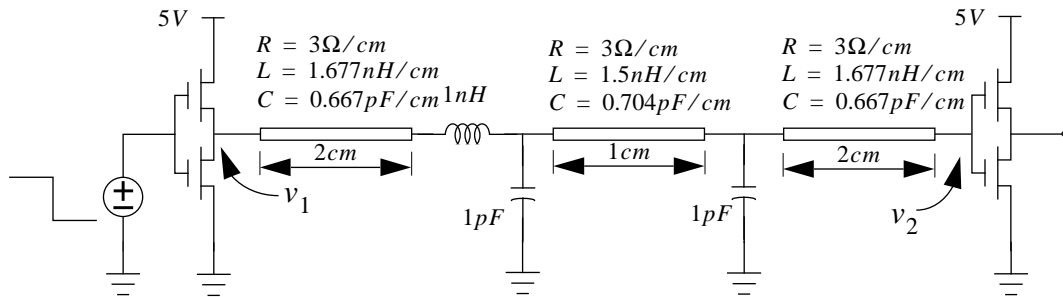 5V
R = 3Ω/cm
L = 1.677nH/cm
C = 0.667pF/cm
1nH
R = 3Ω/cm
L = 1.5nH/cm
C = 0.704pF/cm
R = 3Ω/cm
L = 1.677nH/cm
C = 0.667pF/cm
5V
2cm
1cm
2cm
v1
1pF
1pF
v2